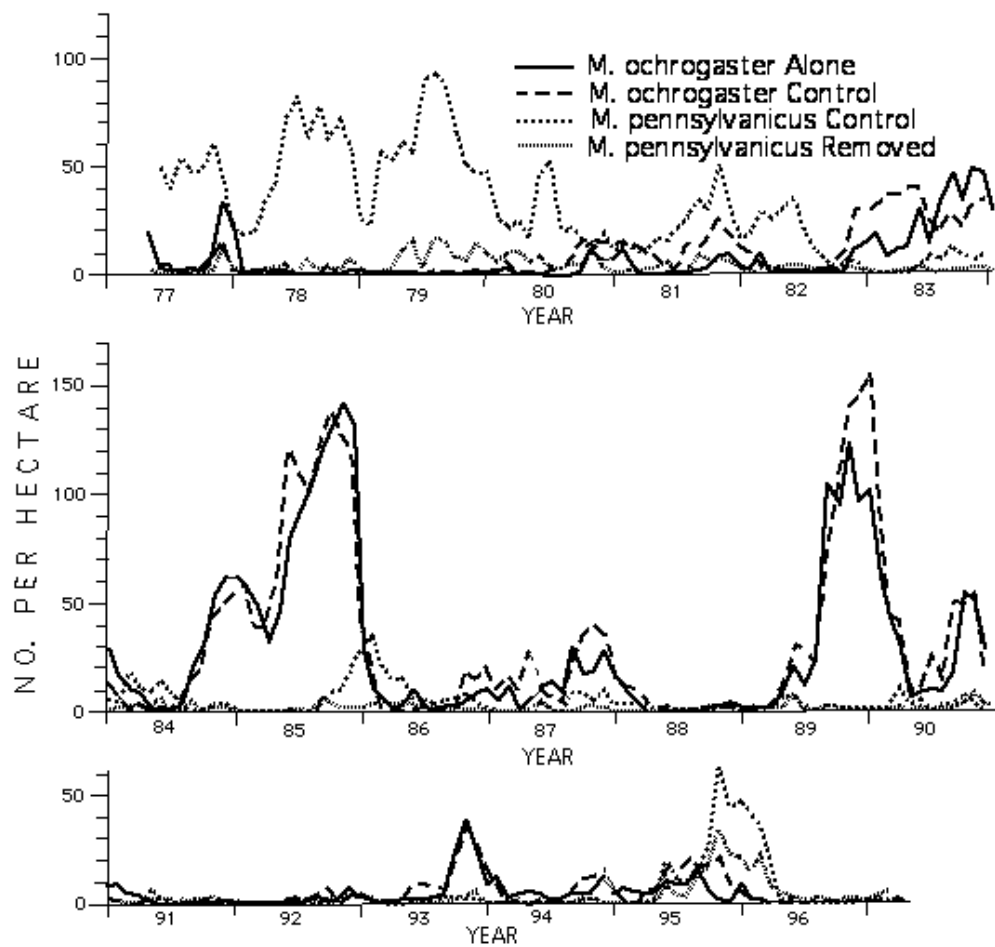 100
M. ochrogaster Alone
M. ochrogaster Control
M. pennsylvanicus Control
M. pennsylvanicus Removed
50
0
77 78 79 80 81 82 83
YEAR
NO. PER HECTARE
150
100
50
0
84 85 86 87 88 89 90
YEAR
50
0
91 92 93 94 95 96
YEAR